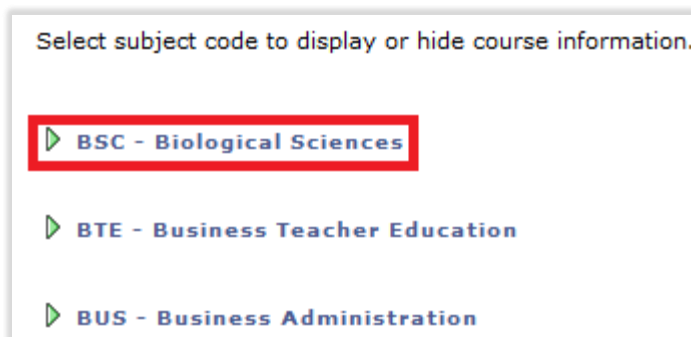 Select subject code to display or hide course information.
BSC - Biological Sciences
BTE - Business Teacher Education
BUS - Business Administration